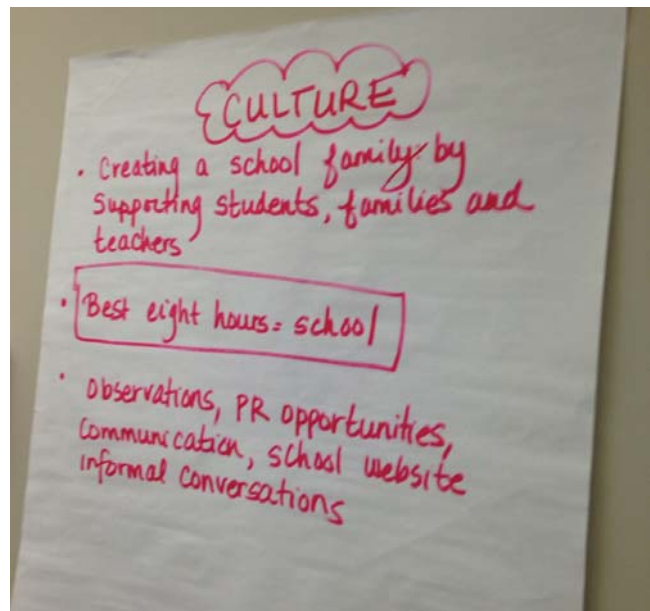 CULTURE
• Creating a school family by
Supporting students, families and
teachers
• Best eight hours = school
• Observations, PR opportunities,
Communication, school website
informal conversations